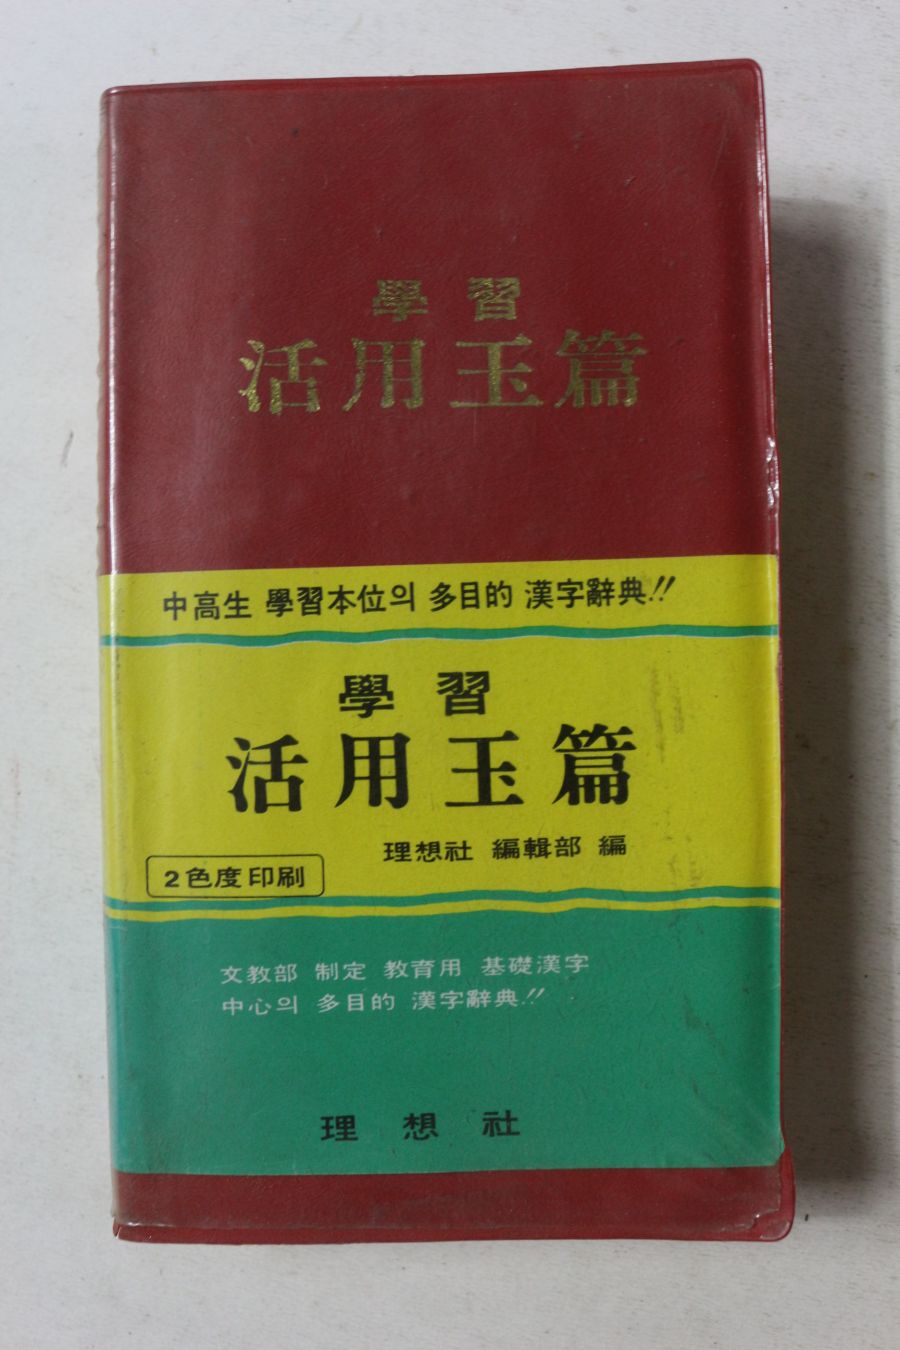 學習
活用玉篇
中高生 學習本位의 多目的 漢字辭典!!
學習
活用玉篇
理想社 編輯部 編
2色度印刷
文教部 制定 教育用 基礎漢字
中心의 多目的 漢字辭典!!
理想社